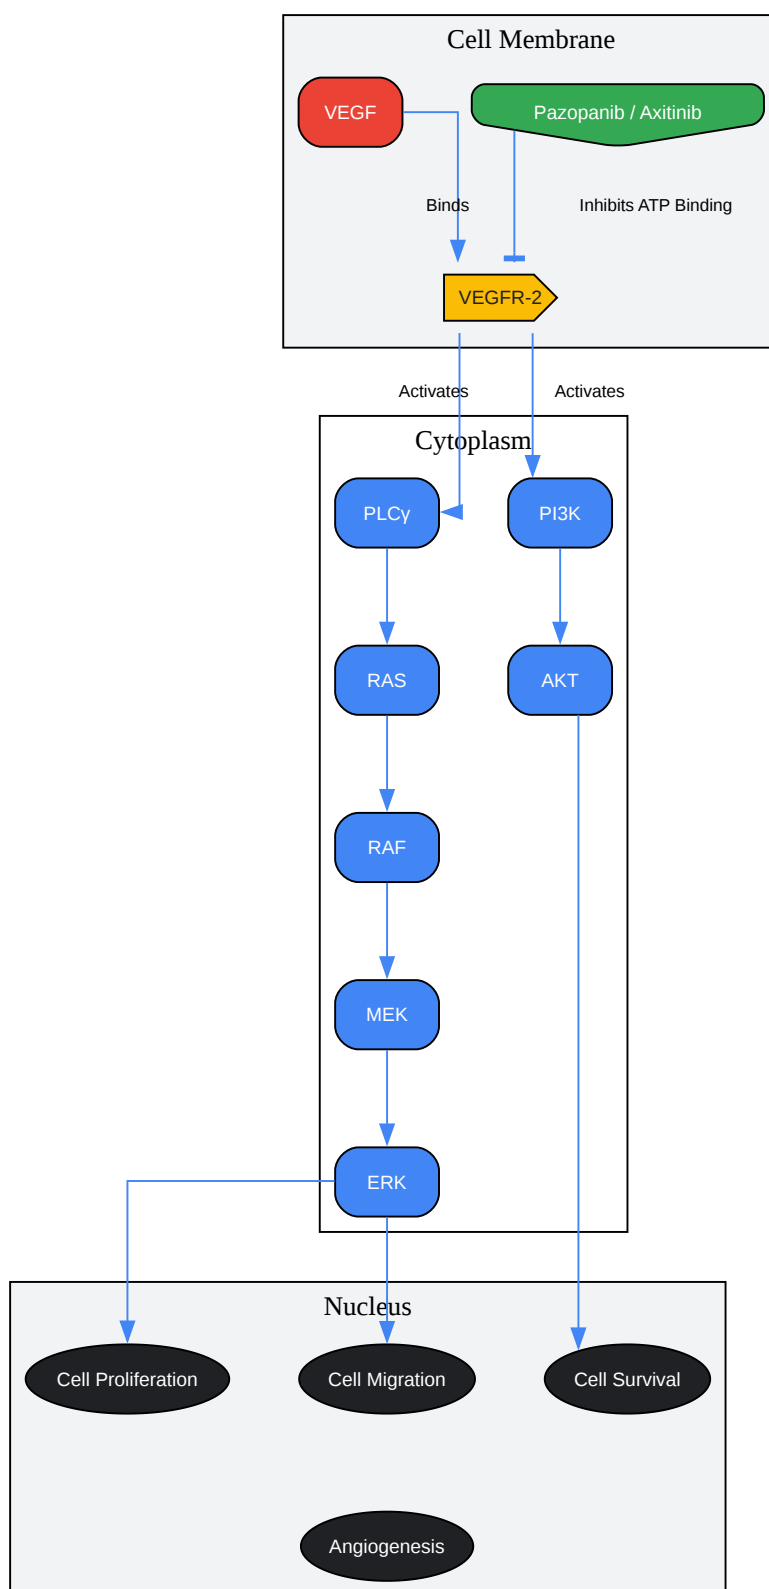 Cell Membrane
VEGF
Pazopanib / Axitinib
Binds
Inhibits ATP Binding
VEGFR-2
Activates
Activates
Cytoplasm
PLCγ
PI3K
RAS
AKT
RAF
MEK
ERK
Nucleus
Cell Proliferation
Cell Migration
Cell Survival
Angiogenesis